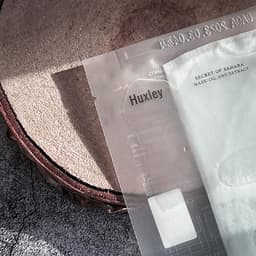 Huxley
SECRET OF SAHARA
MASK; OIL AND EXTRACT